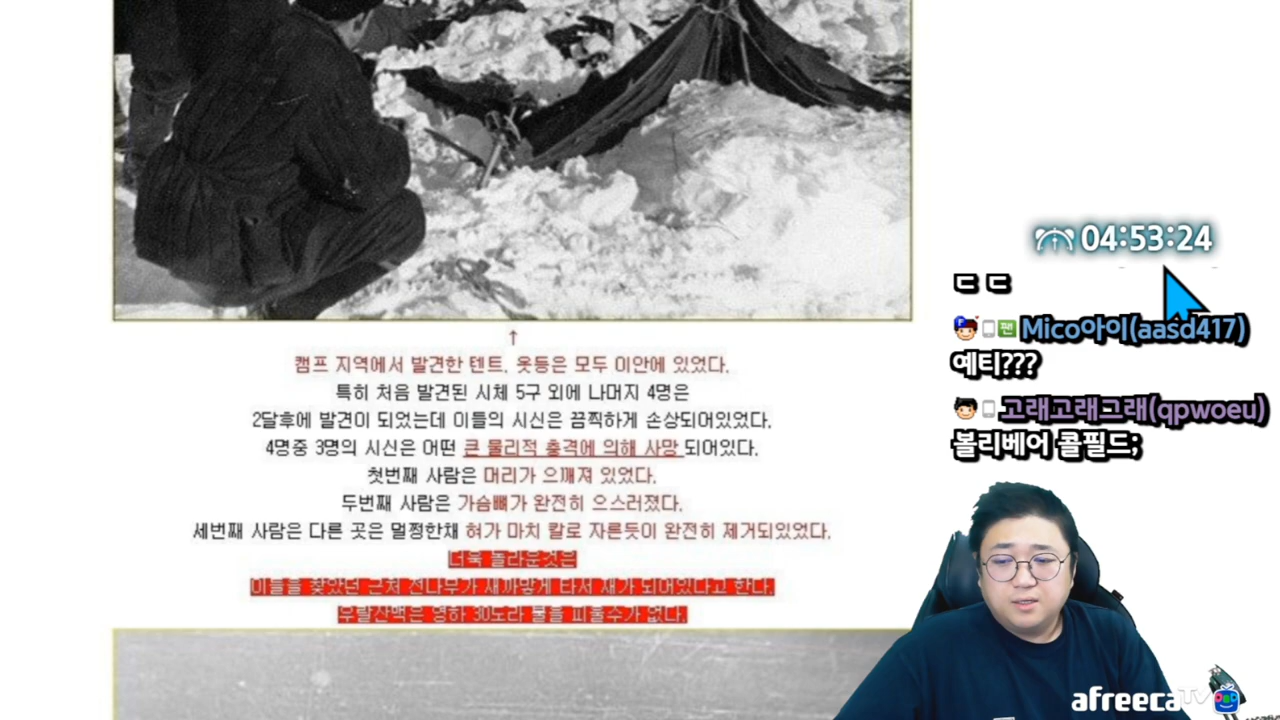 ↑
캠프 지역에서 발견한 텐트. 옷등은 모두 이안에 있었다.
특히 처음 발견된 시체 5구 외에 나머지 4명은
2달후에 발견이 되었는데 이들의 시신은 끔찍하게 손상되어있었다.
4명중 3명의 시신은 어떤 큰 물리적 충격에 의해 사망 되어있다.
첫번째 사람은 머리가 으깨져 있었다.
두번째 사람은 가슴뼈가 완전히 으스러졌다.
세번째 사람은 다른 곳은 멀쩡한채 혀가 마치 칼로 자른듯이 완전히 제거되있었다.
더욱 놀라운것은
이들을 찾았던 근처 전나무가 새까맣게 타서 재가 되어있다고 한다.
우랄산맥은 영하 30도라 불을 피울수가 없다.
04:53:24
ㄷ ㄷ
팬 Mico아이(aasd417)
예티???
고래고래그래(qpwoeu)
볼리베어 콜필드;
afreecaTV